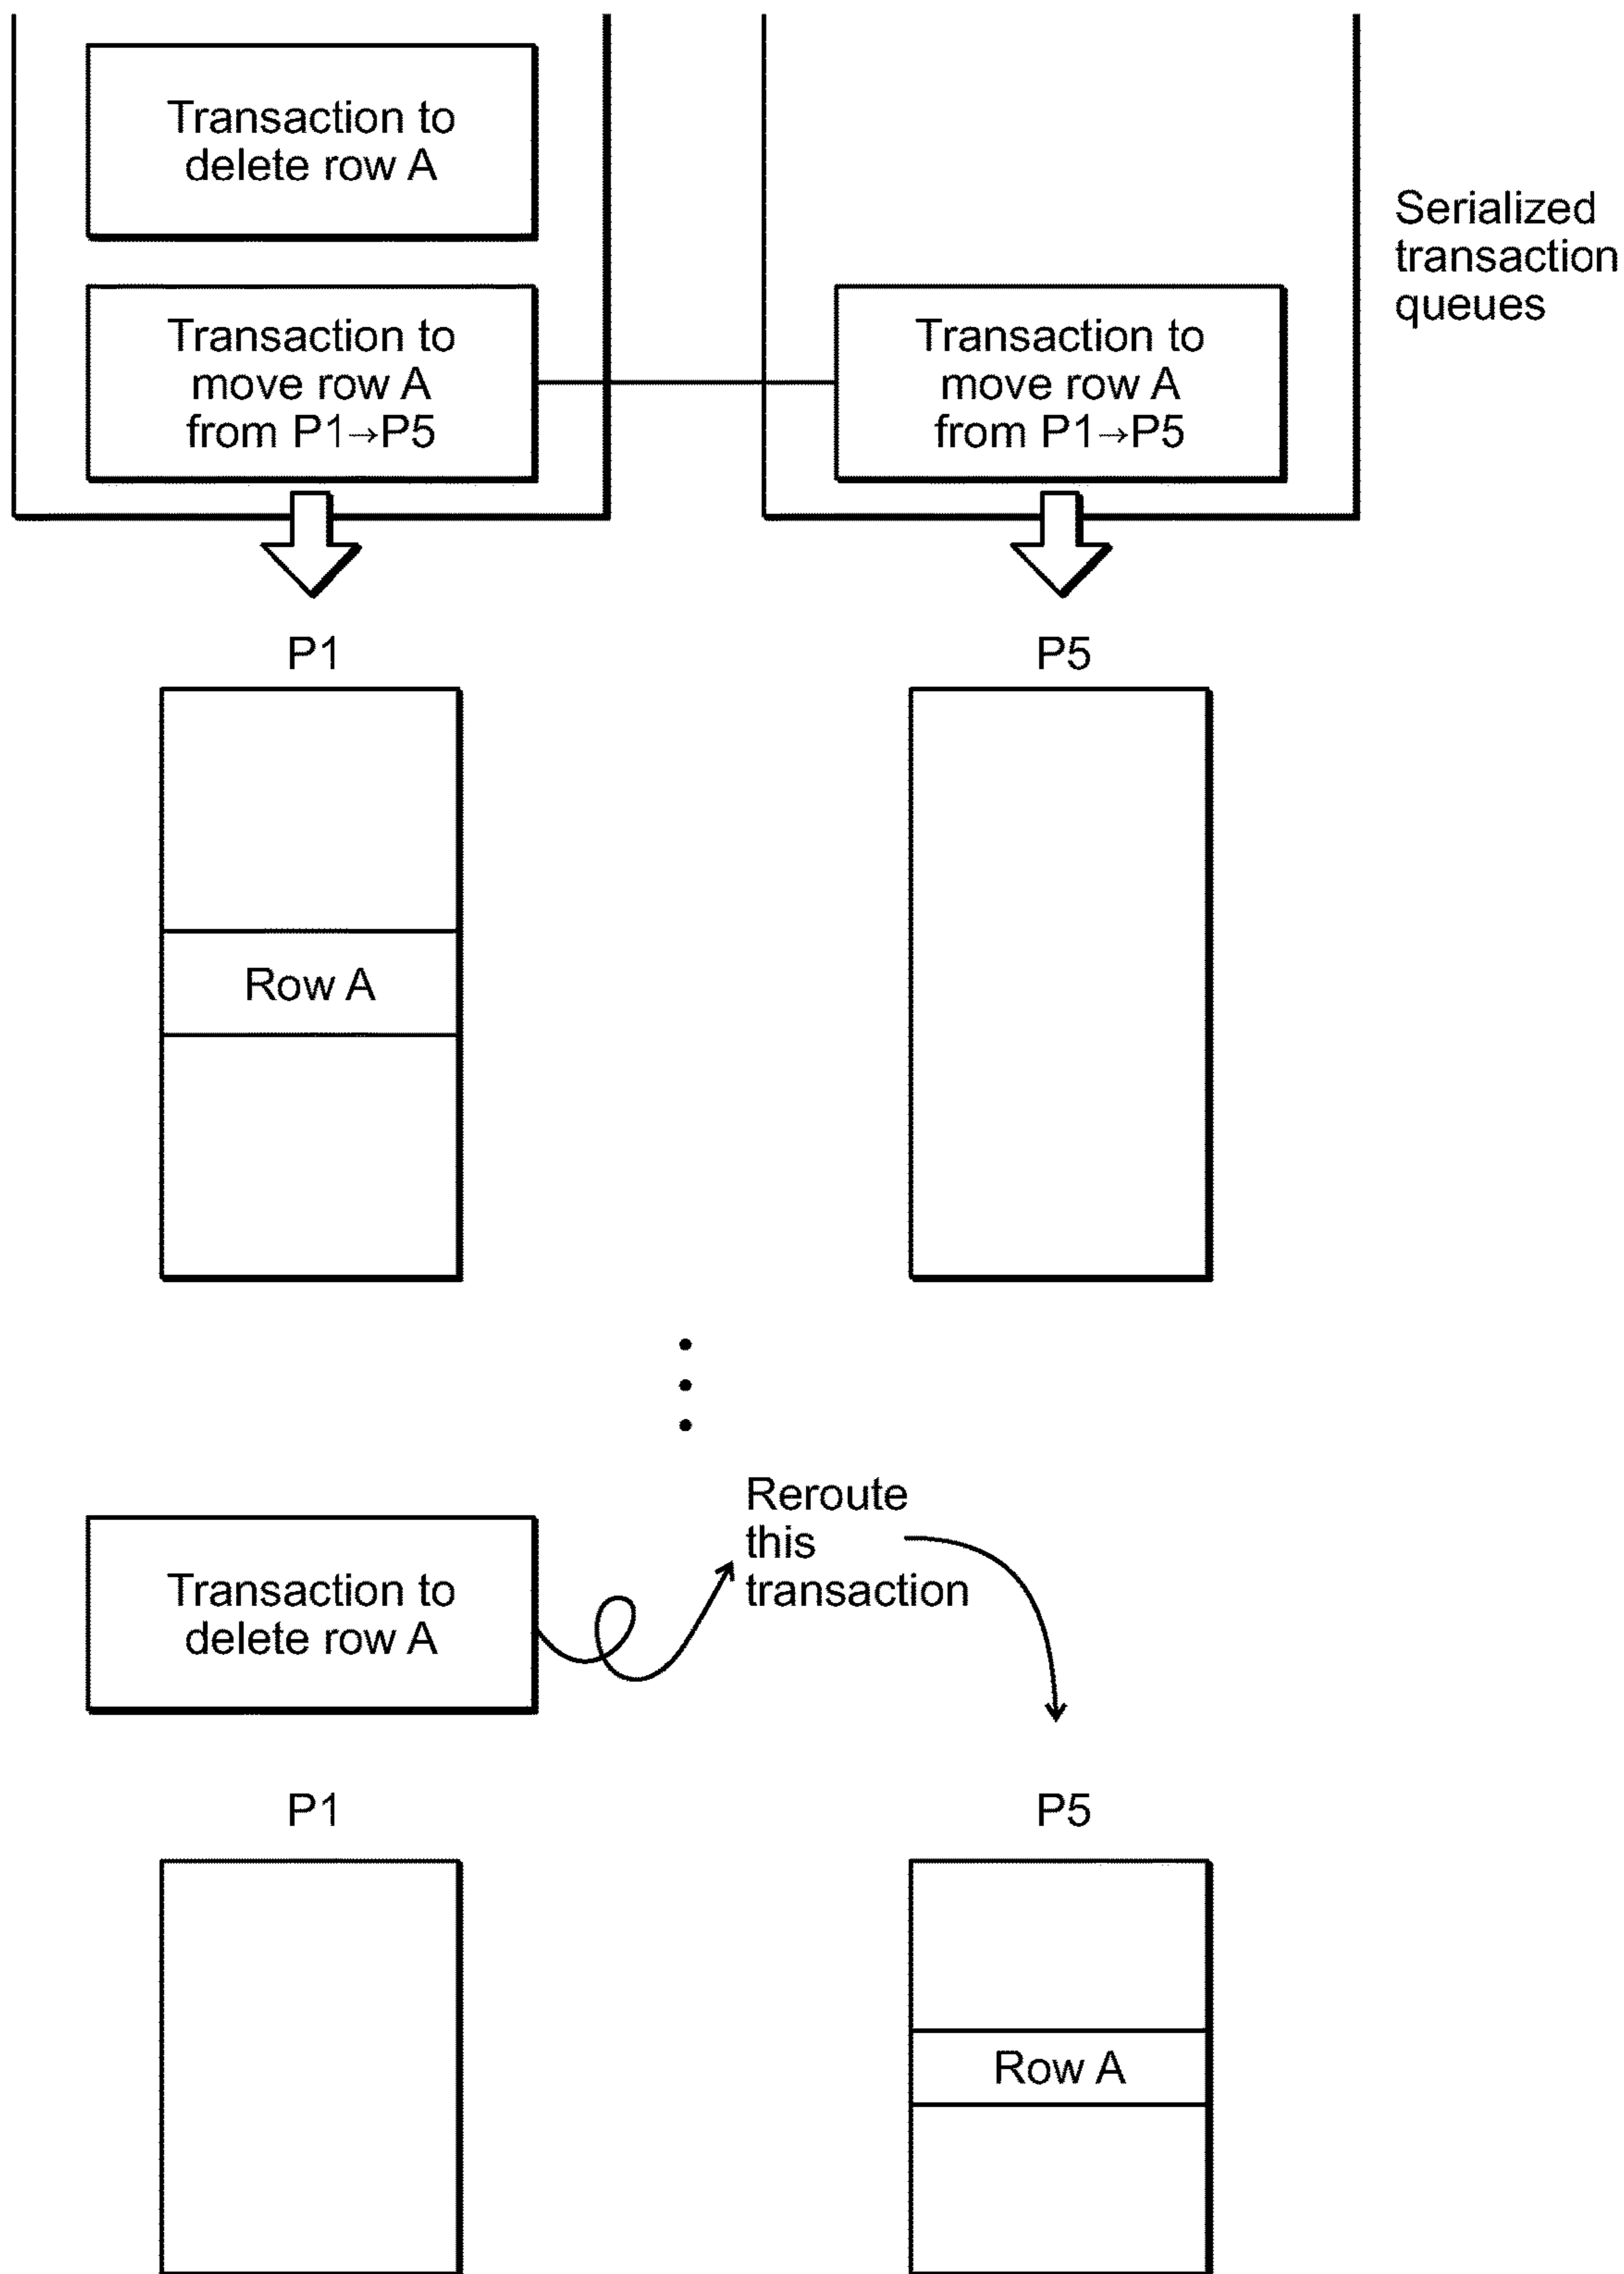 Transaction to
delete row A
Serialized
transaction
queues
Transaction to
move row A
from P1→P5
Transaction to
move row A
from P1→P5
P1
P5
Row A
Reroute
this
transaction
Transaction to
delete row A
P1
P5
Row A